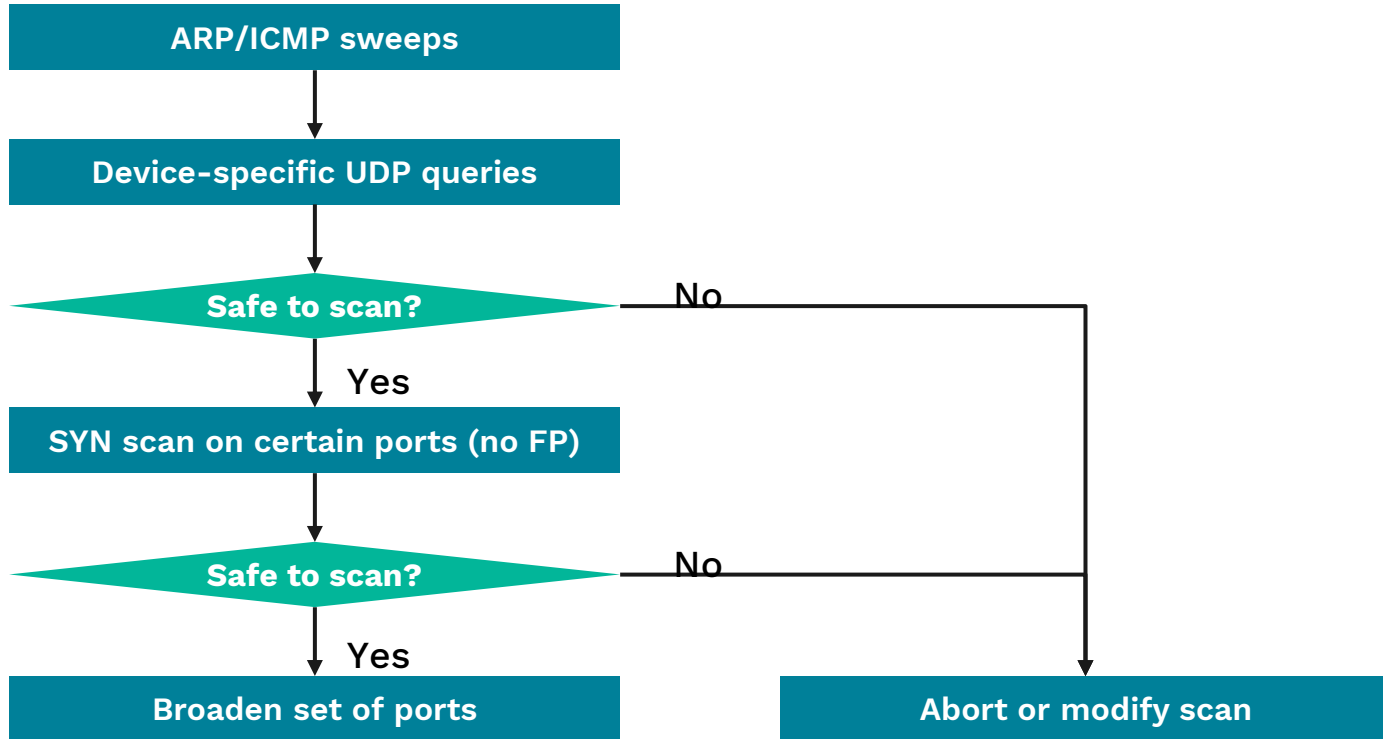 ARP/ICMP sweeps
Device-specific UDP queries
Safe to scan?
No
Yes
SYN scan on certain ports (no FP)
Safe to scan?
No
Yes
Broaden set of ports
Abort or modify scan